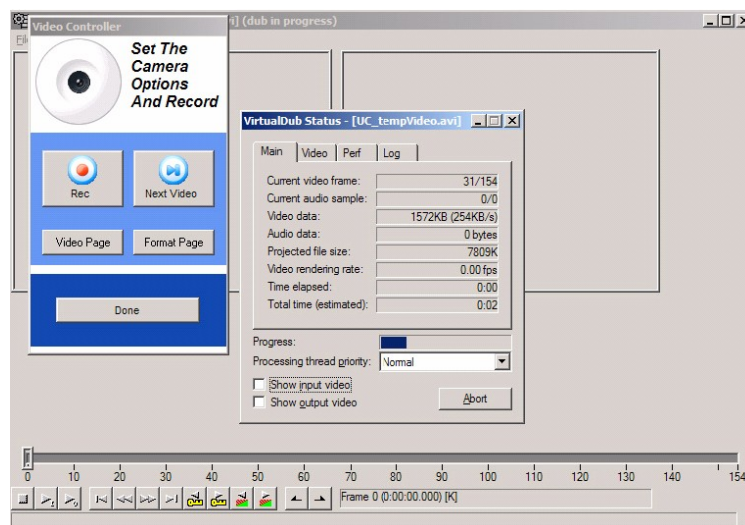 i] (dub in progress)
Video Controller
Set The
Camera
Options
And Record
Rec
Next Video
Video Page
Format Page
Done
VirtualDub Status - [UC_tempVideo.avi]
Main Video Perf Log
Current video frame: 31/154
Current audio sample: 0/0
Video data: 1572KB (254KB/s)
Audio data: 0 bytes
Projected file size: 7809K
Video rendering rate: 0.00 fps
Time elapsed: 0:00
Total time (estimated): 0:02
Progress:
Processing thread priority: Normal
Show input video
Show output video
Abort
0 10 20 30 40 50 60 70 80 90 100 110 120 130 140 154
Frame 0 (0:00:00.000) [K]